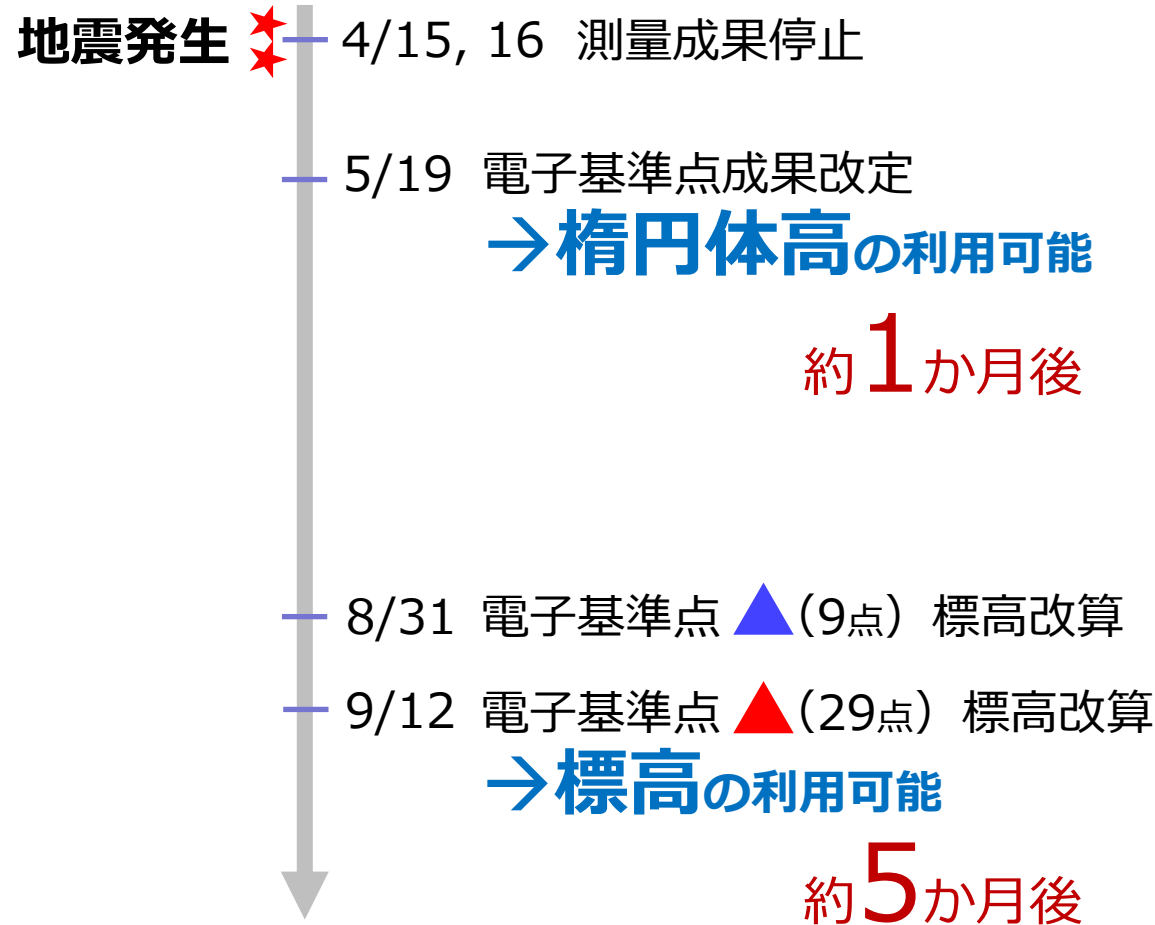 地震発生 4/15, 16 測量成果停止
5/19 電子基準点成果改定
→楕円体高の利用可能
約1か月後
8/31 電子基準点 ▲(9点) 標高改算
9/12 電子基準点 ▲(29点) 標高改算
→標高の利用可能
約5か月後